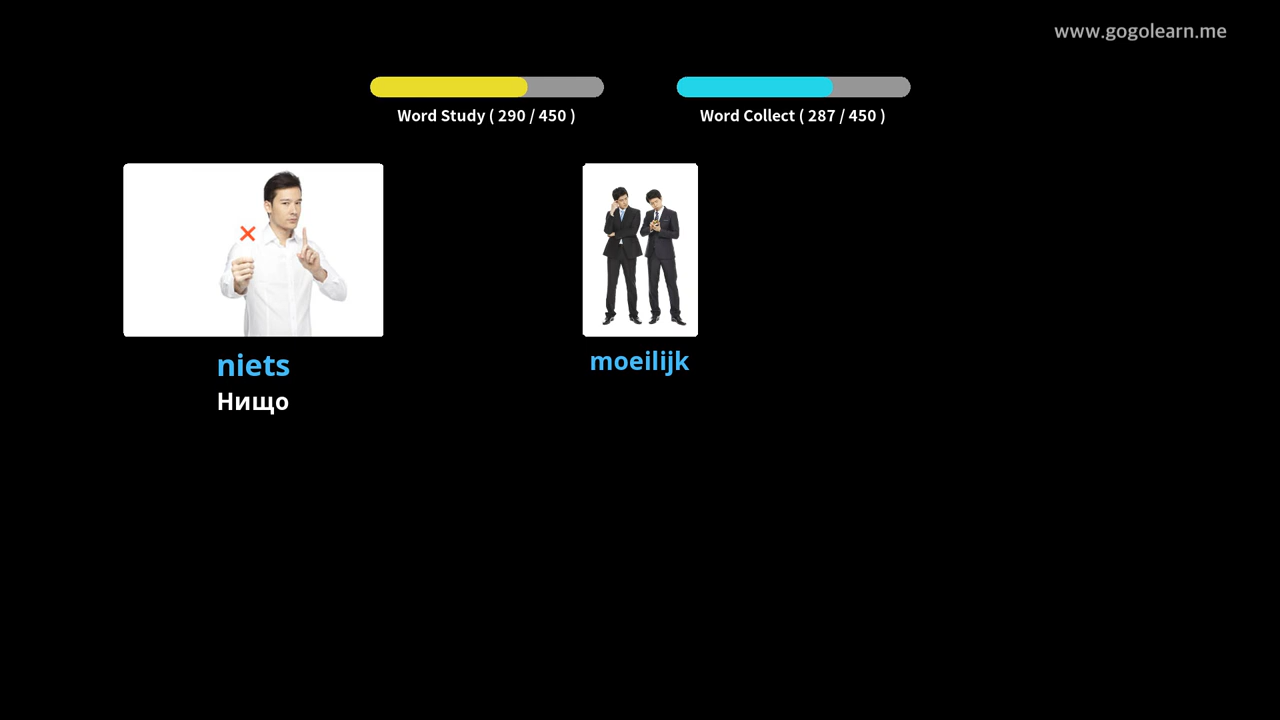 www.gogolearn.me
Word Study ( 290 / 450 )
Word Collect ( 287 / 450 )
niets
Нищо
moeilijk